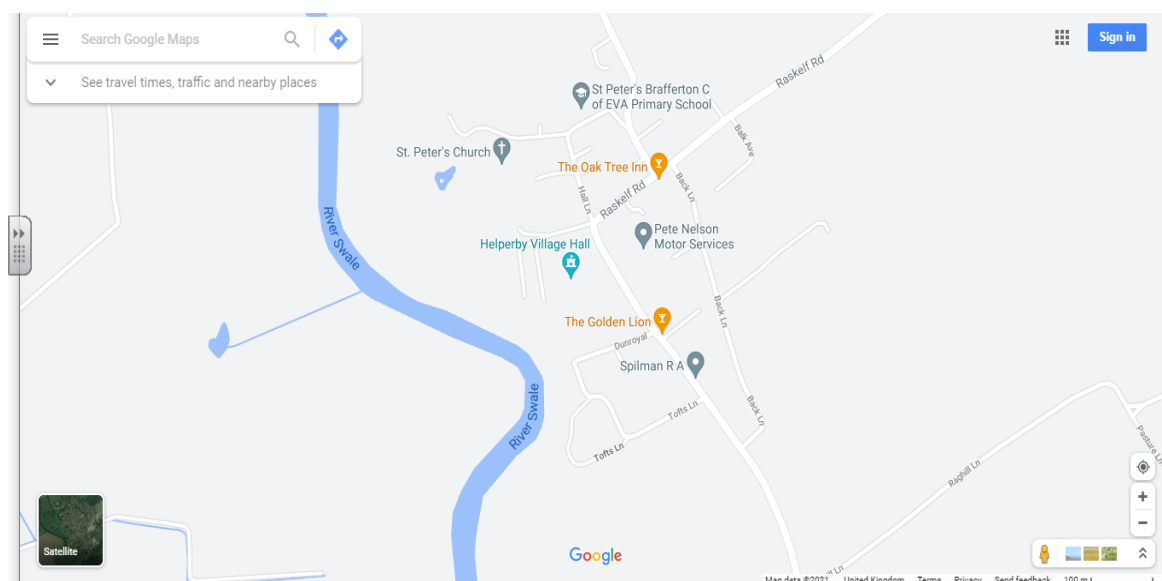 Search Google Maps
Sign in
See travel times, traffic and nearby places
Raskelf Rd
St Peter's Brafferton C
of EVA Primary School
Balk Ave
St. Peter's Church
The Oak Tree Inn
Back Ln
Hall Ln
Raskelf Rd
River Swale
Pete Nelson
Motor Services
Helperby Village Hall
Back Ln
The Golden Lion
Dunroyal
Spilman R A
River Swale
Tofts Ln
Back Ln
Tofts Ln
Pasture Ln
Raghill Ln
Satellite
Google
Map data ©2021 United Kingdom Terms Privacy Send feedback 100 m